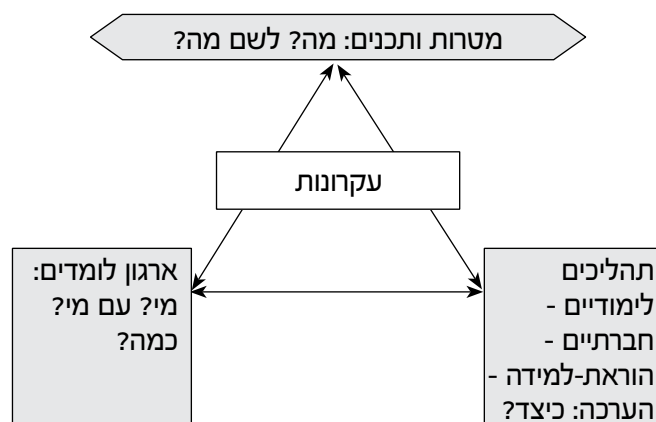 מטרות ותכנים: מה? לשם מה?
עקרונות
תהליכים
לימודיים -
חברתיים -
הוראת-למידה -
הערכה: כיצד?
ארגון לומדים:
מי? עם מי?
כמה?